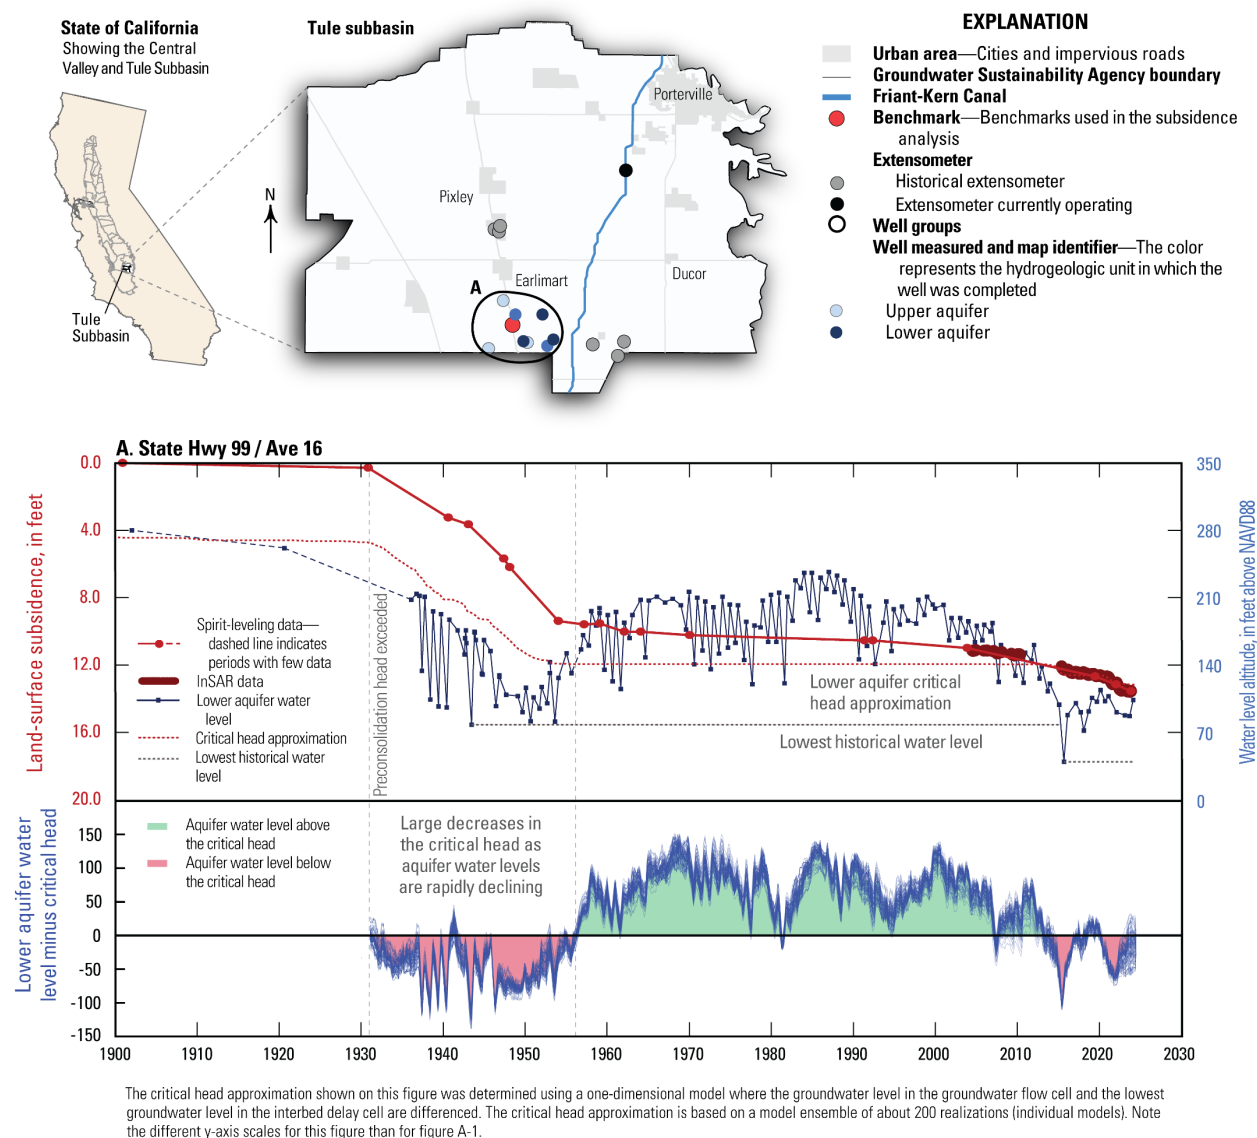 State of California
Showing the Central
Valley and Tule Subbasin
Tule
Subbasin
Tule subbasin
N
Porterville
Pixley
Earlimart
Ducor
A
EXPLANATION
Urban area—Cities and impervious roads
Groundwater Sustainability Agency boundary
Friant-Kern Canal
Benchmark—Benchmarks used in the subsidence
analysis
Extensometer
Historical extensometer
Extensometer currently operating
Well groups
Well measured and map identifier—The color
represents the hydrogeologic unit in which the
well was completed
Upper aquifer
Lower aquifer
A. State Hwy 99 / Ave 16
Land-surface subsidence, in feet
0.0
4.0
8.0
12.0
16.0
20.0
Spirit-leveling data—
dashed line indicates
periods with few data
InSAR data
Lower aquifer water
level
Critical head approximation
Lowest historical water
level
Preconsolidation head exceeded
Lower aquifer critical
head approximation
Lowest historical water level
350
280
210
140
70
0
Water level altitude, in feet above NAVD88
Lower aquifer water
level minus critical head
150
100
50
0
-50
-100
-150
Aquifer water level above
the critical head
Aquifer water level below
the critical head
Large decreases in
the critical head as
aquifer water levels
are rapidly declining
1900 1910 1920 1930 1940 1950 1960 1970 1980 1990 2000 2010 2020 2030
The critical head approximation shown on this figure was determined using a one-dimensional model where the groundwater level in the groundwater flow cell and the lowest
groundwater level in the interbed delay cell are differenced. The critical head approximation is based on a model ensemble of about 200 realizations (individual models). Note
the different y-axis scales for this figure than for figure A-1.